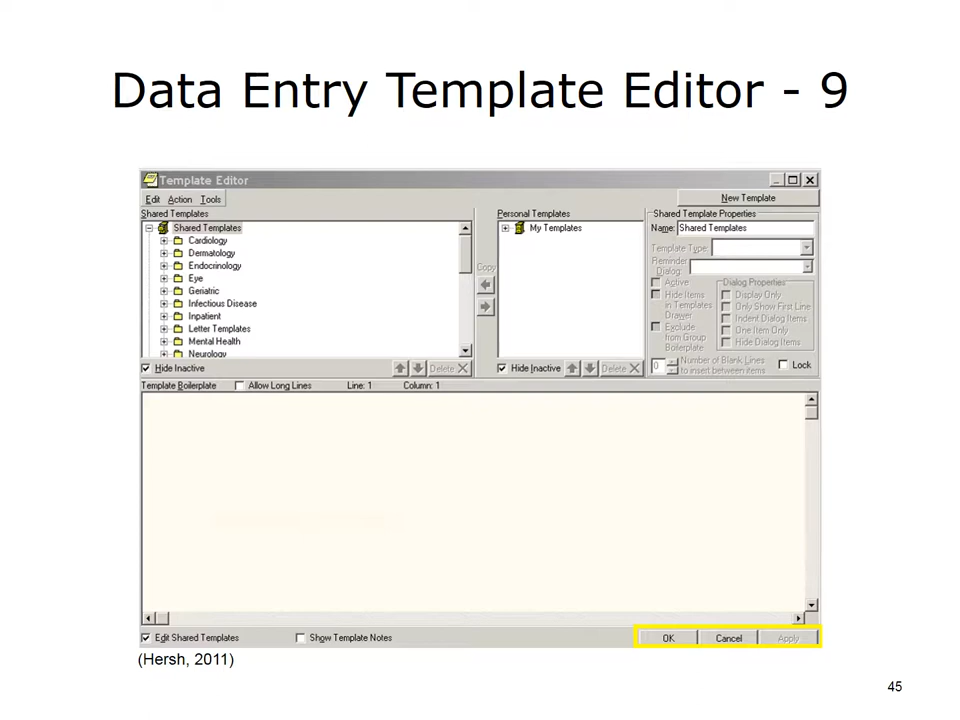 Data Entry Template Editor - 9
Template Editor
Edit Action Tools
New Template
Shared Templates
Personal Templates
Shared Template Properties
Shared Templates
Cardiology
Dermatology
Endocrinology
Eye
Geriatric
Infectious Disease
Inpatient
Letter Templates
Mental Health
Neurology
Copy
My Templates
Name: Shared Templates
Template Type:
Reminder
Dialog:
Active
Hide Items
in Templates
Drawer
Exclude
from Group
Boilerplate
Dialog Properties
Display Only
Only Show First Line
Indent Dialog Items
One Item Only
Hide Dialog Items
0 Number of Blank Lines
to insert between items
Lock
Hide Inactive
Delete
Hide Inactive
Delete
Template Boilerplate Allow Long Lines Line: 1 Column: 1
Edit Shared Templates Show Template Notes OK Cancel Apply
(Hersh, 2011)
45